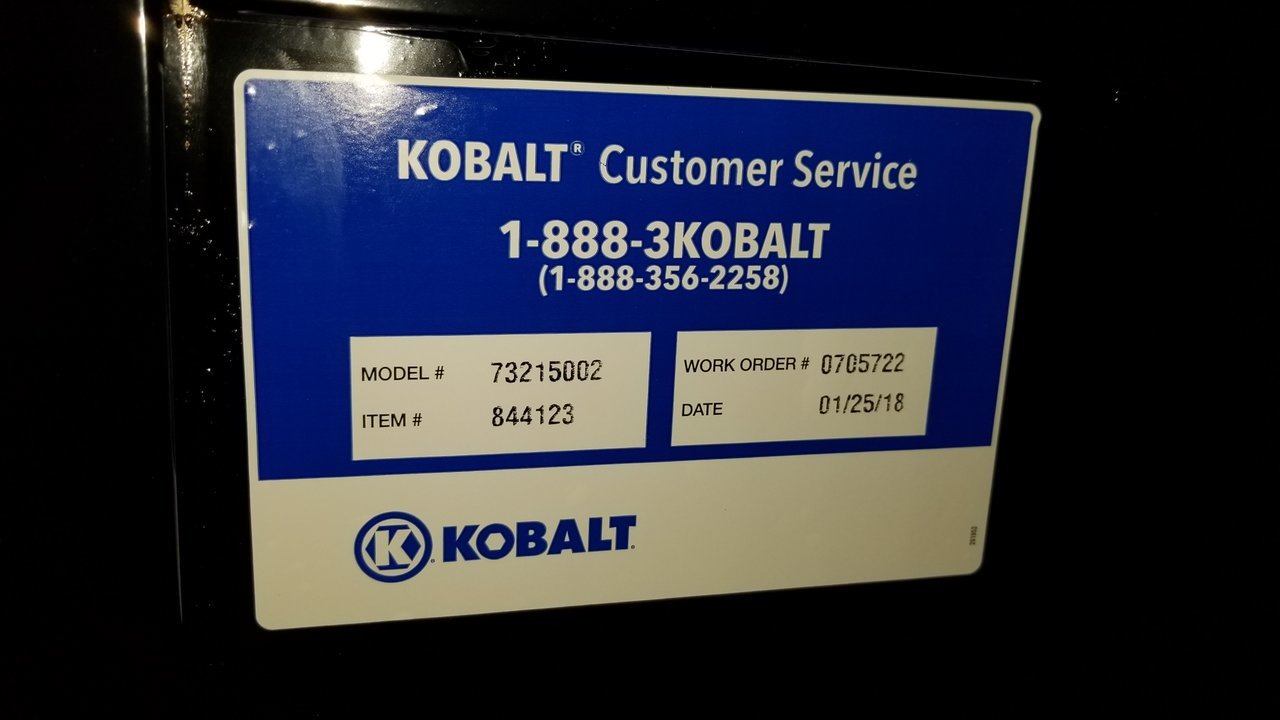 KOBALT® Customer Service
1-888-3KOBALT
(1-888-356-2258)
MODEL # 73215002
ITEM # 844123
WORK ORDER # 0705722
DATE 01/25/18
K KOBALT